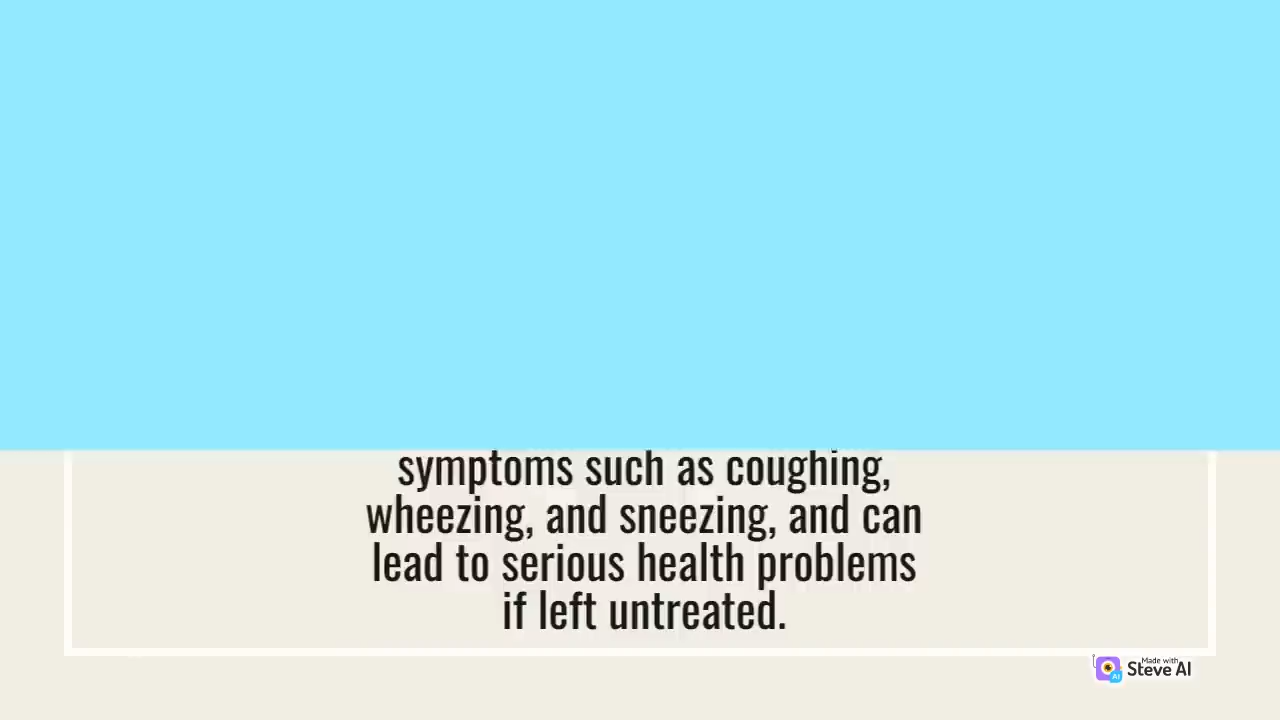 symptoms such as coughing,
wheezing, and sneezing, and can
lead to serious health problems
if left untreated.
Made with
Steve AI
AI